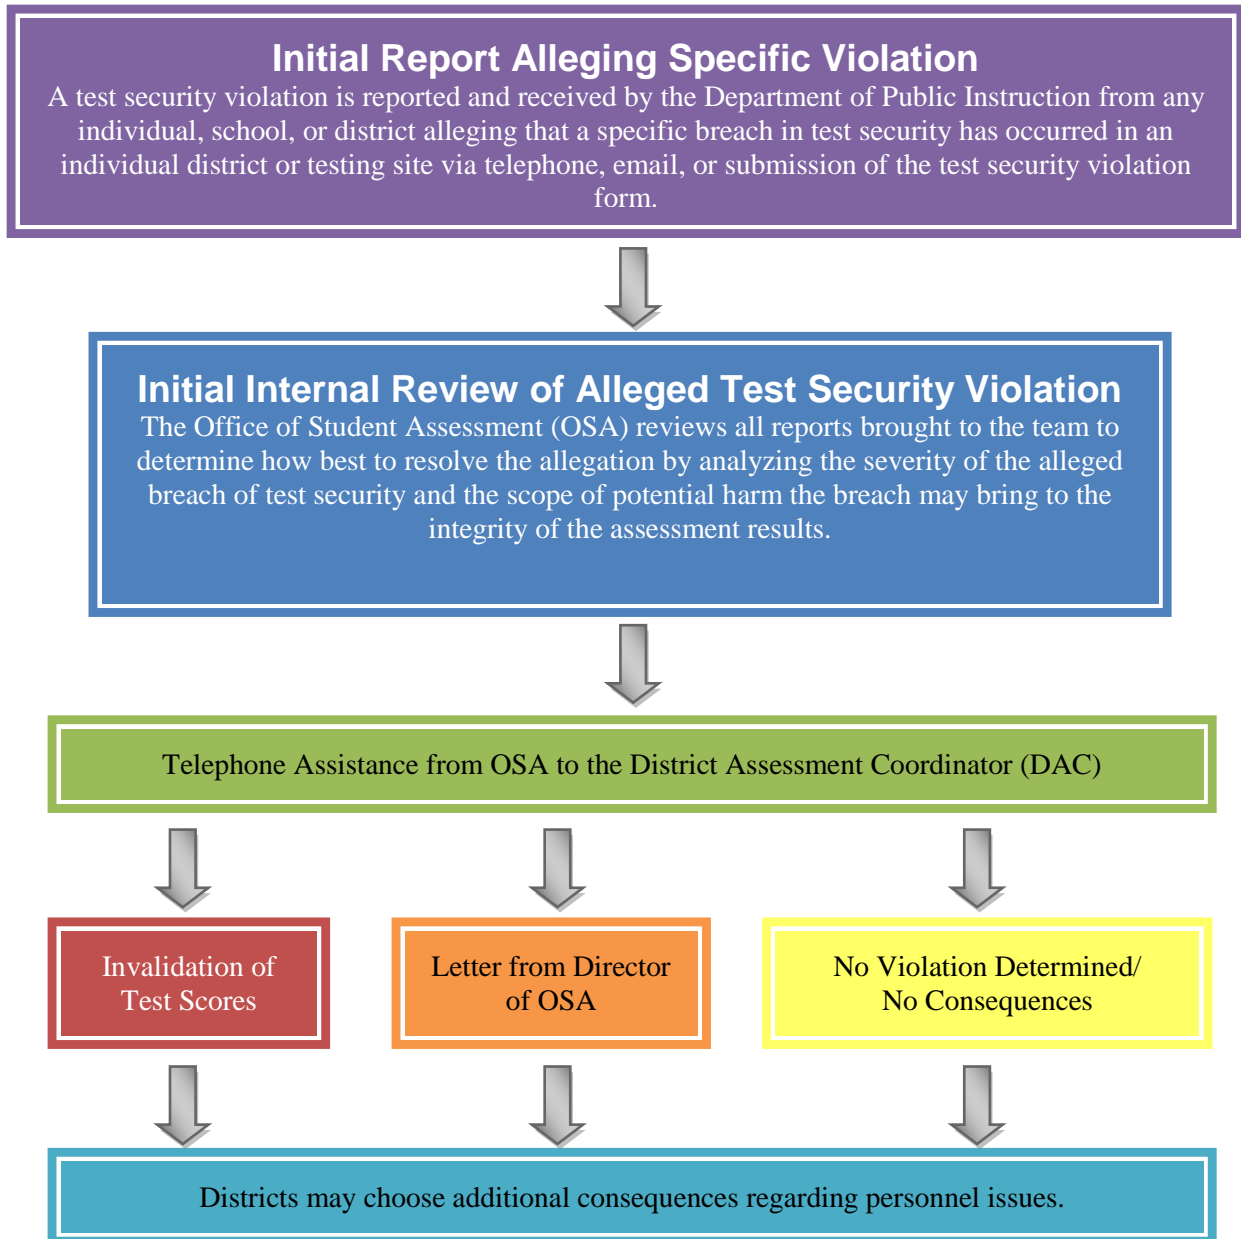 Initial Report Alleging Specific Violation
A test security violation is reported and received by the Department of Public Instruction from any
individual, school, or district alleging that a specific breach in test security has occurred in an
individual district or testing site via telephone, email, or submission of the test security violation
form.
Initial Internal Review of Alleged Test Security Violation
The Office of Student Assessment (OSA) reviews all reports brought to the team to
determine how best to resolve the allegation by analyzing the severity of the alleged
breach of test security and the scope of potential harm the breach may bring to the
integrity of the assessment results.
Telephone Assistance from OSA to the District Assessment Coordinator (DAC)
Invalidation of
Test Scores
Letter from Director
of OSA
No Violation Determined/
No Consequences
Districts may choose additional consequences regarding personnel issues.